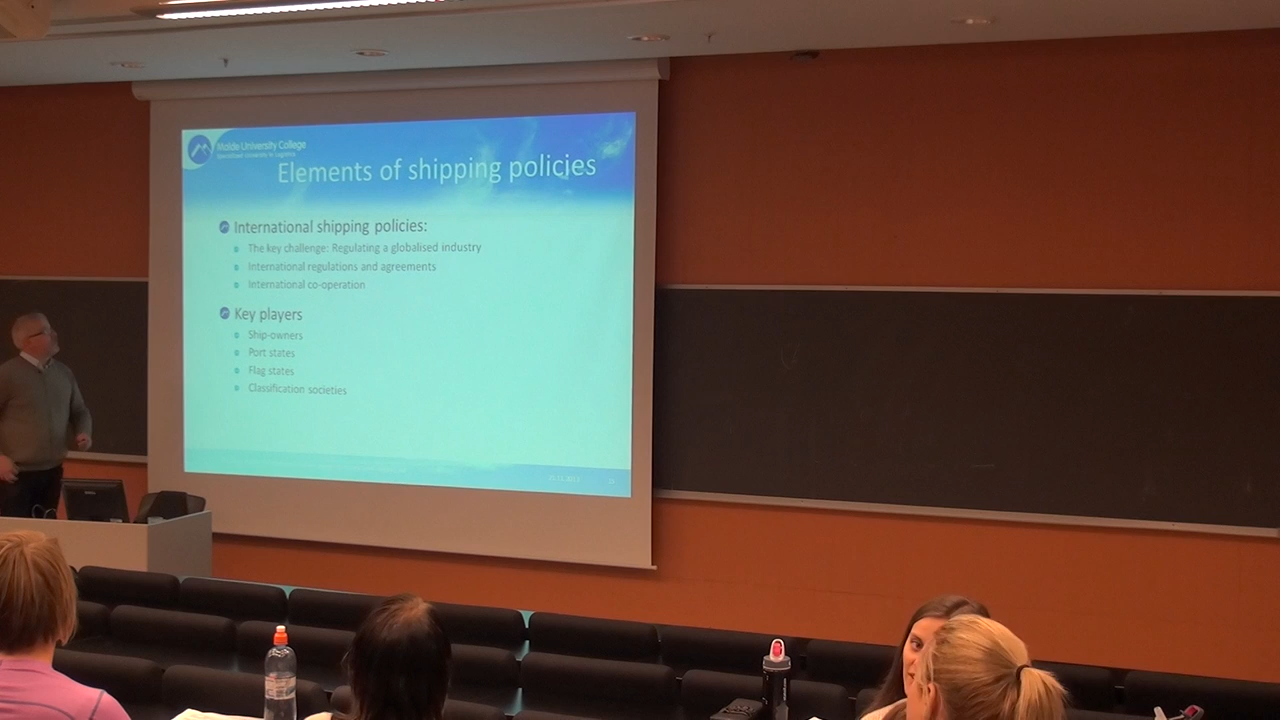 Molde University College
Specialized University in Logistics
Elements of shipping policies
International shipping policies:
The key challenge: Regulating a globalised industry
International regulations and agreements
International co-operation
Key players
Ship-owners
Port states
Flag states
Classification societies